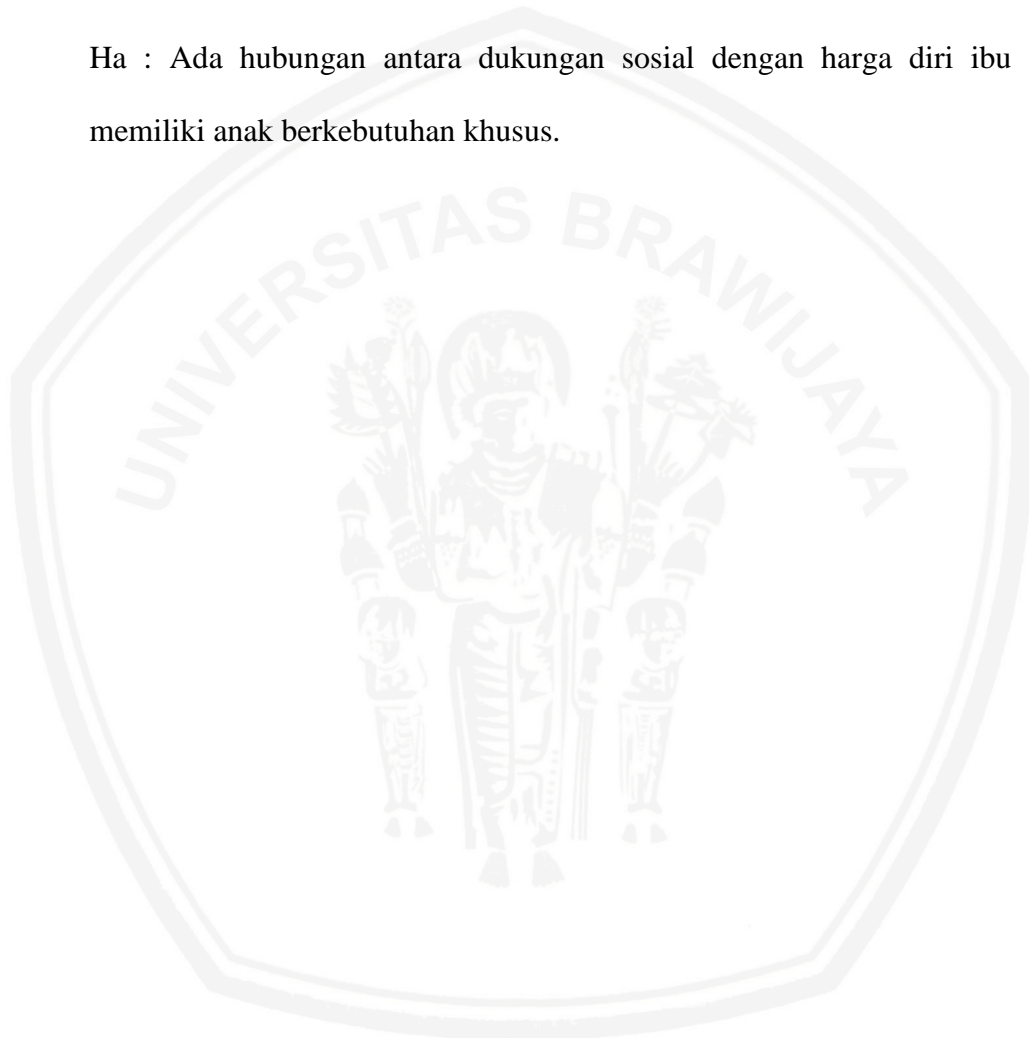 Ha : Ada hubungan antara dukungan sosial dengan harga diri ibu
memiliki anak berkebutuhan khusus.
UNIVERSITAS BRAWIJAYA